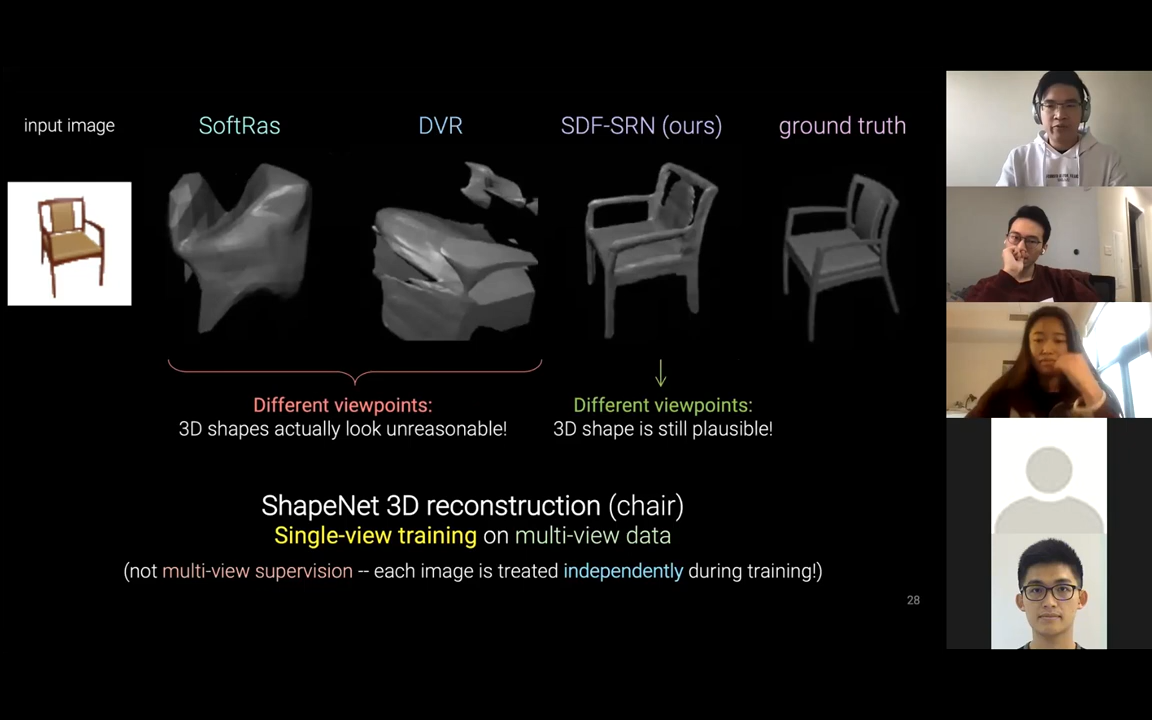 input image
SoftRas
DVR
SDF-SRN (ours)
ground truth
Different viewpoints:
3D shapes actually look unreasonable!
Different viewpoints:
3D shape is still plausible!
ShapeNet 3D reconstruction (chair)
Single-view training on multi-view data
(not multi-view supervision -- each image is treated independently during training!)
28